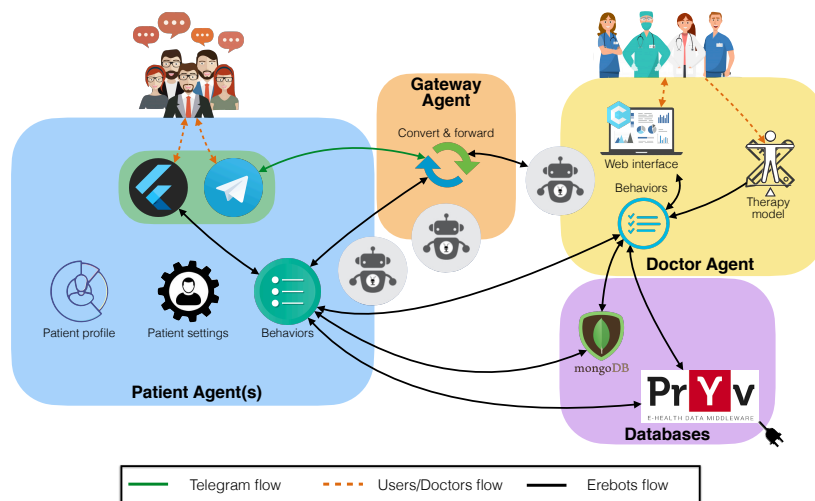 Gateway
Agent
Convert & forward
Web interface
Behaviors
Therapy
model
Doctor Agent
Patient profile
Patient settings
Behaviors
Patient Agent(s)
mongoDB
PrYv
E-HEALTH DATA MIDDLEWARE
Databases
Telegram flow
Users/Doctors flow
Erebots flow